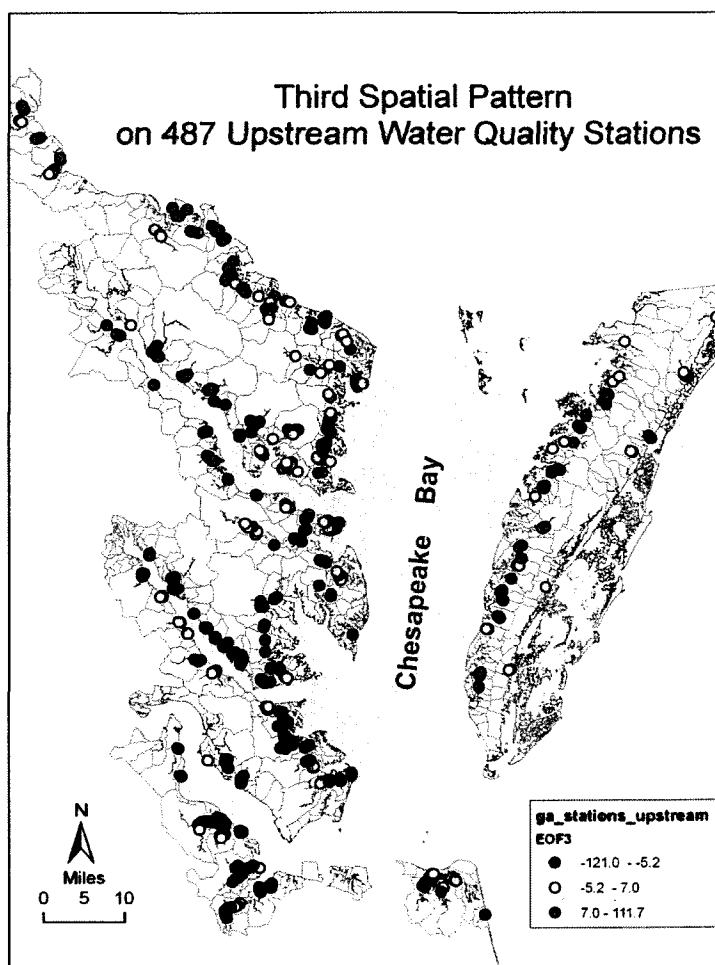 Third Spatial Pattern
on 487 Upstream Water Quality Stations
Chesapeake Bay
N
Miles
0 5 10
ga_stations_upstream
EOF3
-121.0 - -5.2
-5.2 - 7.0
7.0 - 111.7